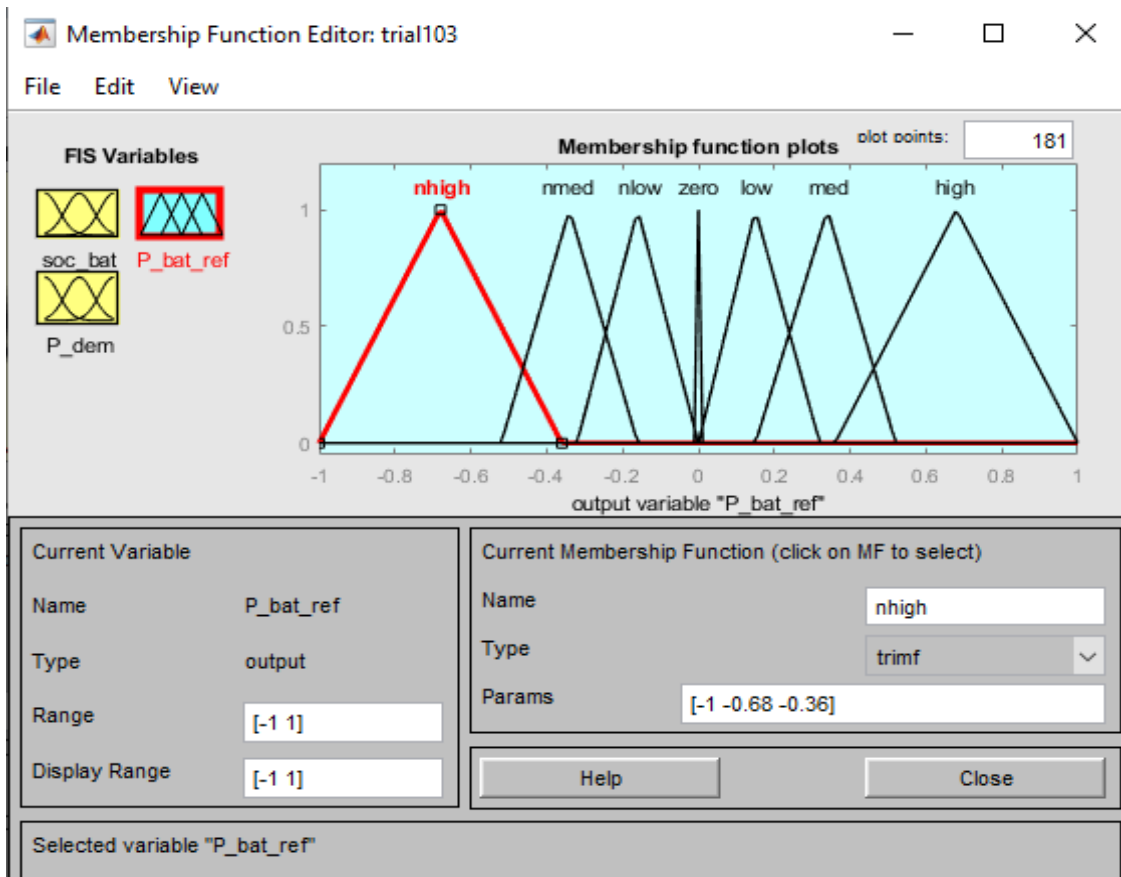 Membership Function Editor: trial103
File Edit View
FIS Variables
Membership function plots
plot points:
181
nhigh nmed nlow zero low med high
soc_bat P_bat_ref
P_dem
1
0.5
0
-1 -0.8 -0.6 -0.4 -0.2 0 0.2 0.4 0.6 0.8 1
output variable "P_bat_ref"
Current Variable
Name P_bat_ref
Type output
Range [-1 1]
Display Range [-1 1]
Current Membership Function (click on MF to select)
Name nhigh
Type trimf
Params [-1 -0.68 -0.36]
Help Close
Selected variable "P_bat_ref"